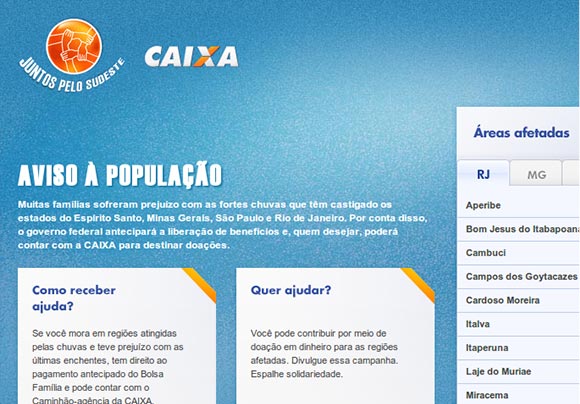 JUNTOS PELO SUDESTE
CAIXA
AVISO À POPULAÇÃO
Muitas famílias sofreram prejuízo com as fortes chuvas que têm castigado os
estados do Espírito Santo, Minas Gerais, São Paulo e Rio de Janeiro. Por conta disso,
o governo federal antecipará a liberação de benefícios e, quem desejar, poderá
contar com a CAIXA para destinar doações.
Como receber
ajuda?
Se você mora em regiões atingidas
pelas chuvas e teve prejuízo com as
últimas enchentes, tem direito ao
pagamento antecipado do Bolsa
Família e pode contar com o
Caminhão-agência da CAIXA.
Quer ajudar?
Você pode contribuir por meio de
doação em dinheiro para as regiões
afetadas. Divulgue essa campanha.
Espalhe solidariedade.
Áreas afetadas
RJ
MG
Aperibe
Bom Jesus do Itabapoana
Cambuci
Campos dos Goytacazes
Cardoso Moreira
Italva
Itaperuna
Laje do Muriae
Miracema